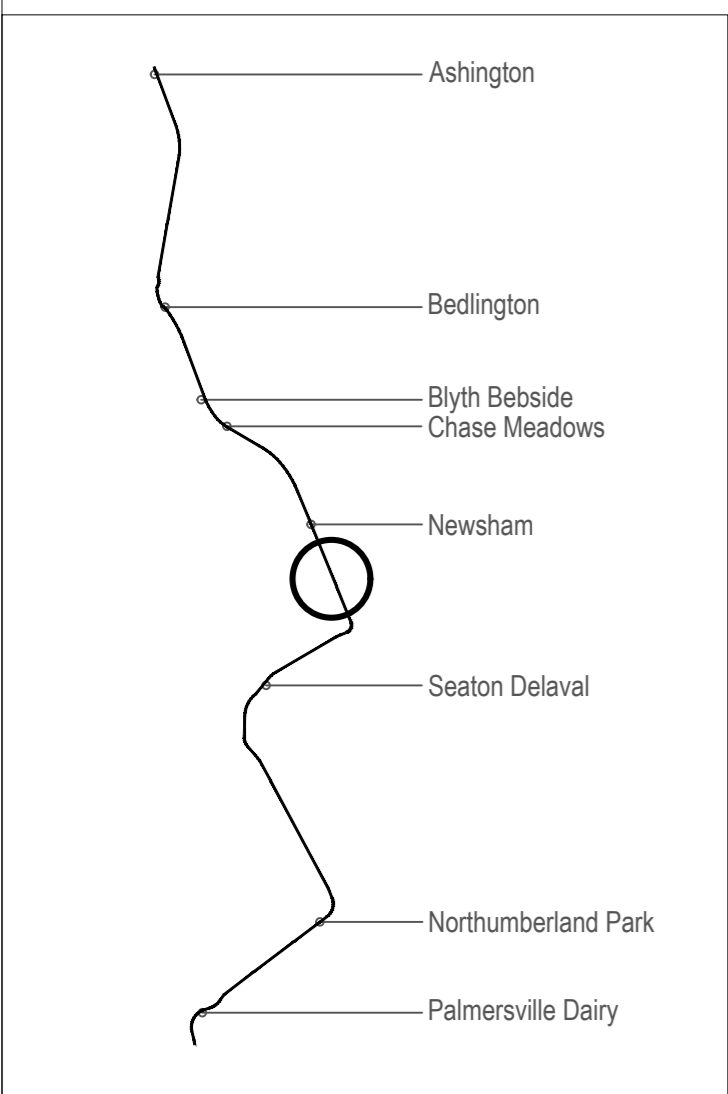 Ashington
Bedlington
Blyth Bebside
Chase Meadows
Newsham
Seaton Delaval
Northumberland Park
Palmersville Dairy